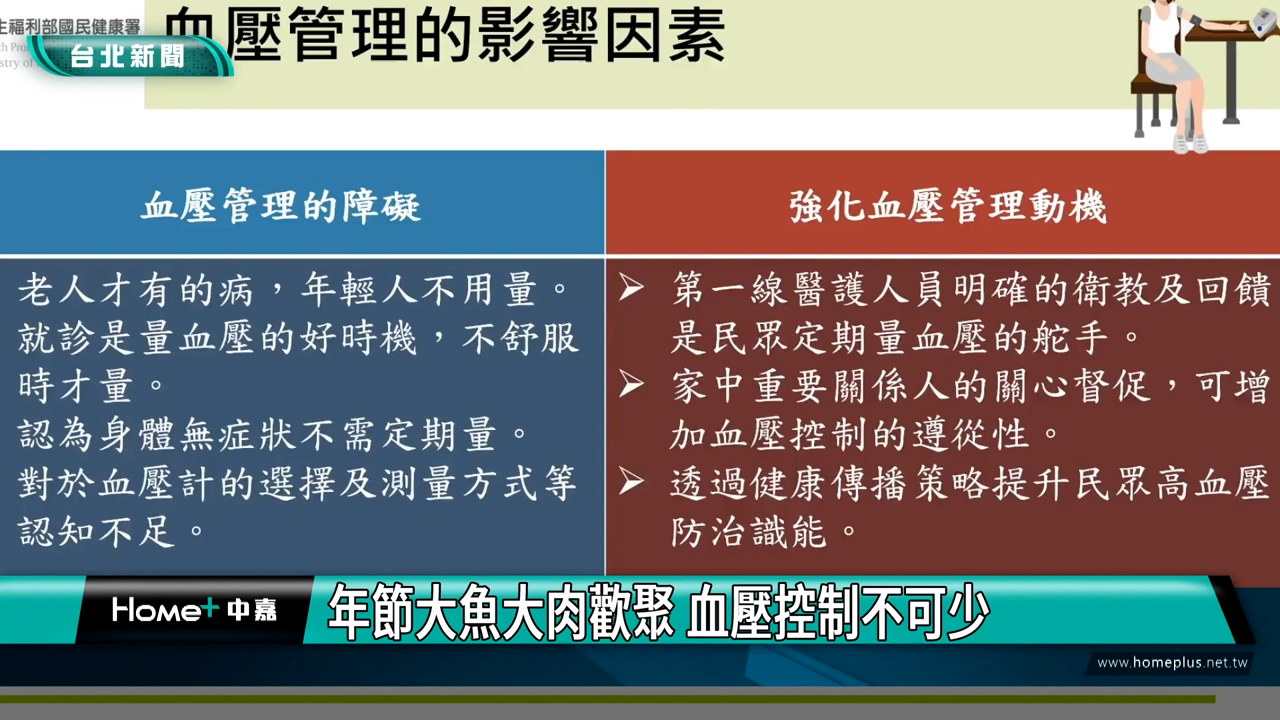 生福利部國民健康署
血壓管理的影響因素
台北新聞
血壓管理的障礙
老人才有的病，年輕人不用量。
就診是量血壓的好時機，不舒服
時才量。
認為身體無症狀不需定期量。
對於血壓計的選擇及測量方式等
認知不足。
強化血壓管理動機
➢ 第一線醫護人員明確的衛教及回饋
是民眾定期量血壓的舵手。
➢ 家中重要關係人的關心督促，可增
加血壓控制的遵從性。
➢ 透過健康傳播策略提升民眾高血壓
防治識能。
Home+中嘉
年節大魚大肉歡聚 血壓控制不可少
www.homeplus.net.tw